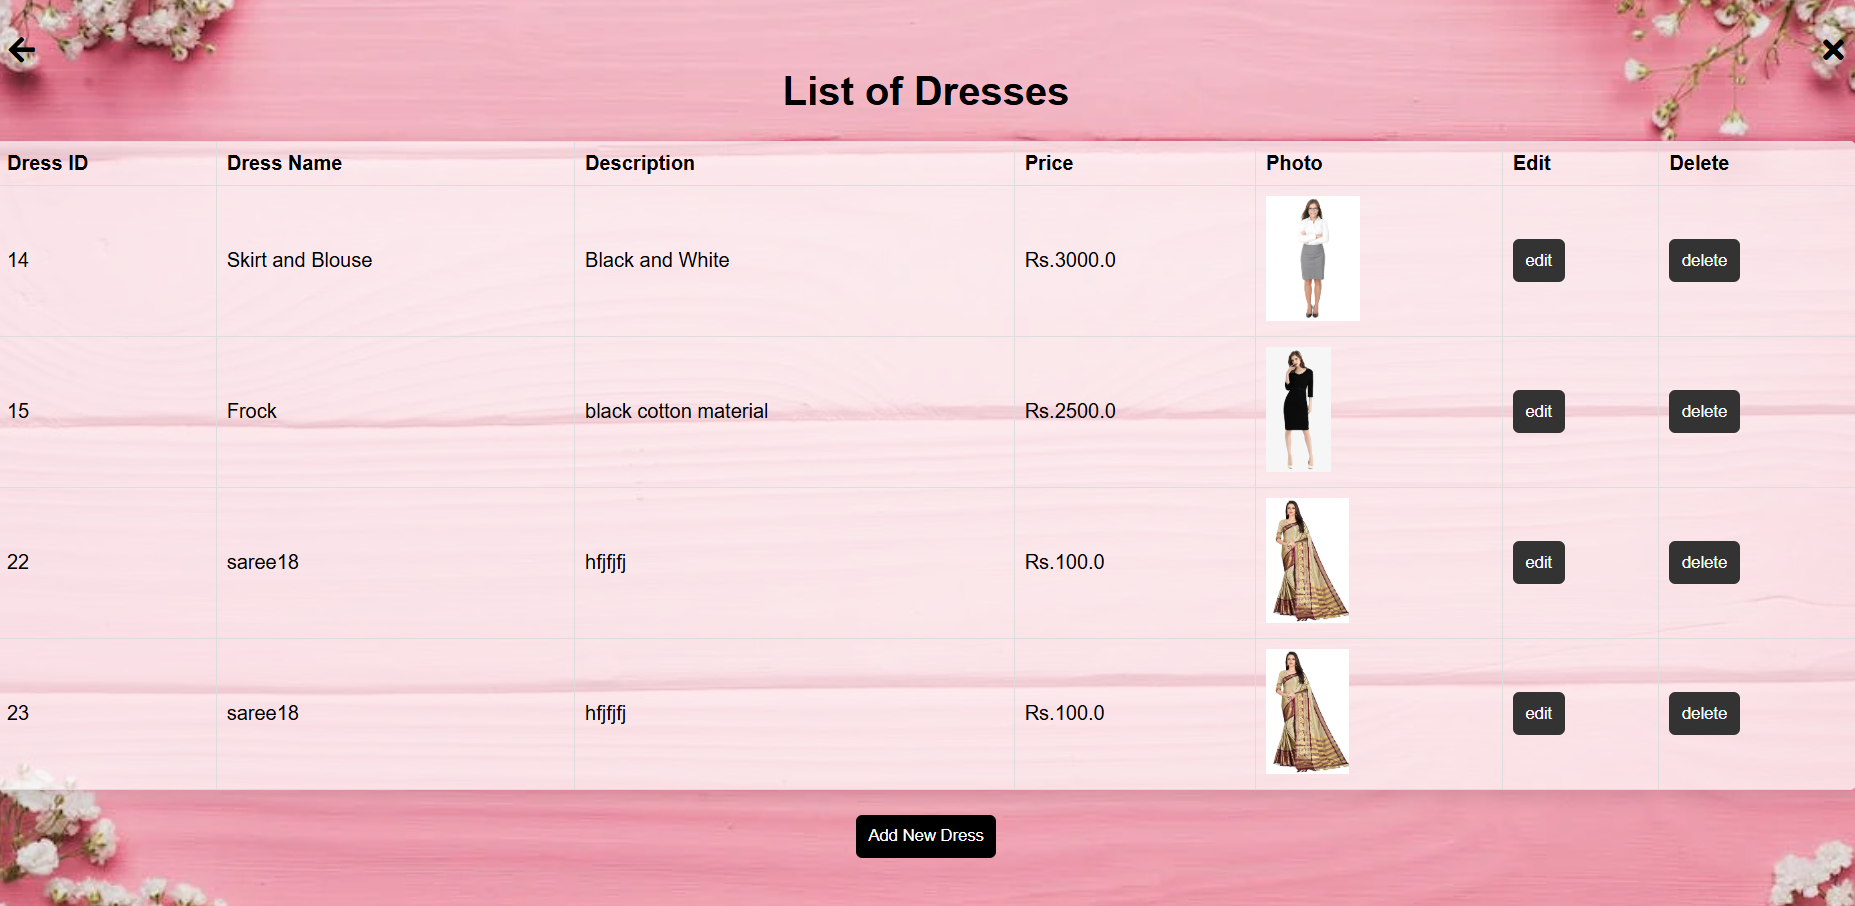 List of Dresses
Dress ID Dress Name Description Price Photo Edit Delete
14 Skirt and Blouse Black and White Rs.3000.0 edit delete
15 Frock black cotton material Rs.2500.0 edit delete
22 saree18 hfjfjfj Rs.100.0 edit delete
23 saree18 hfjfjfj Rs.100.0 edit delete
Add New Dress